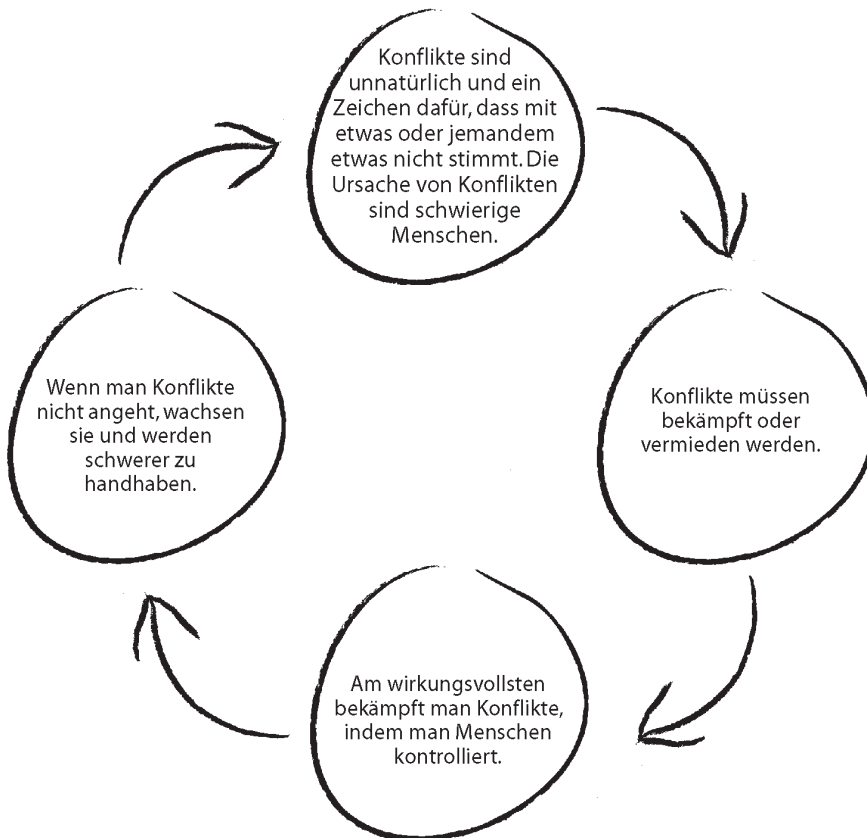 Konflikte sind
unnatürlich und ein
Zeichen dafür, dass mit
etwas oder jemandem
etwas nicht stimmt. Die
Ursache von Konflikten
sind schwierige
Menschen.
Konflikte müssen
bekämpft oder
vermieden werden.
Am wirkungsvollsten
bekämpft man Konflikte,
indem man Menschen
kontrolliert.
Wenn man Konflikte
nicht angeht, wachsen
sie und werden
schwerer zu
handhaben.